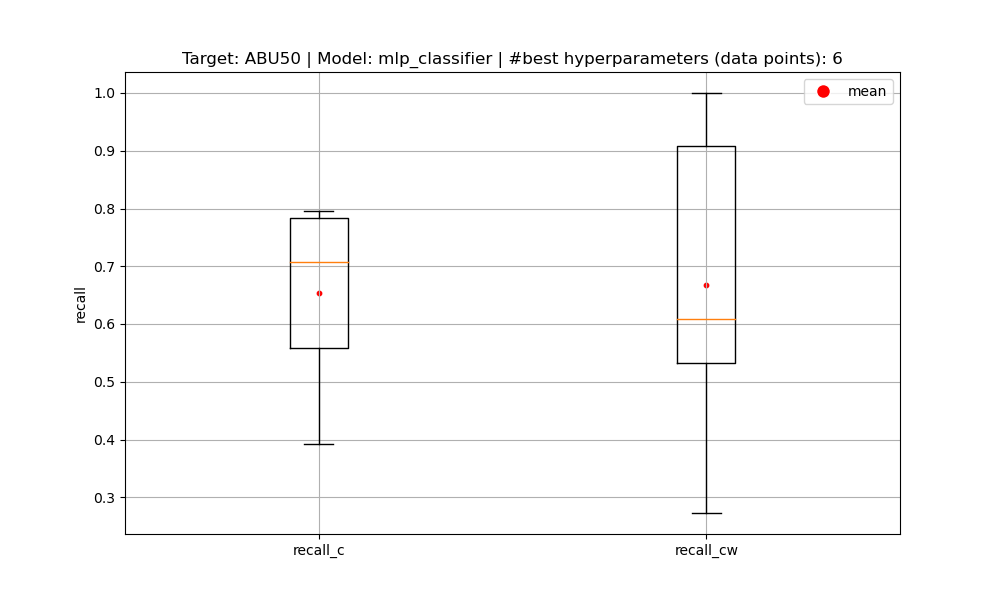 Target: ABU50 | Model: mlp_classifier | #best hyperparameters (data points): 6
mean
1.0
0.9
0.8
0.7
0.6
0.5
0.4
0.3
recall
recall_c
recall_cw